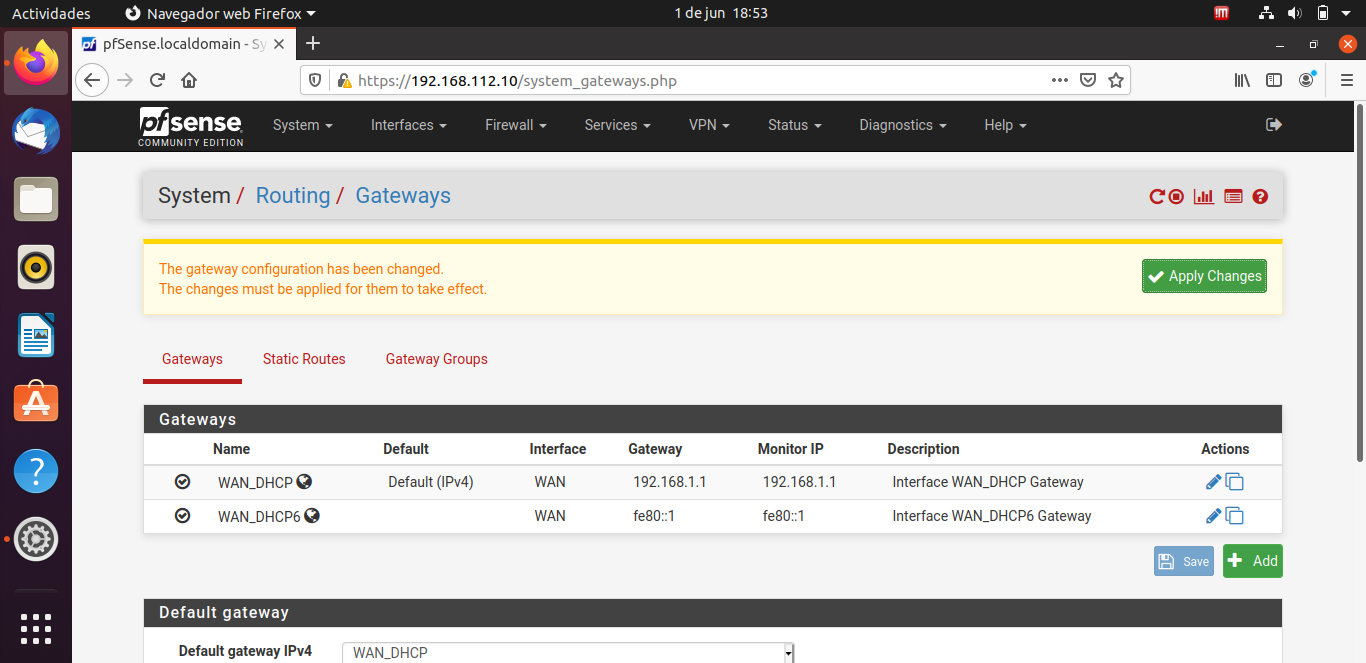 Actividades Navegador web Firefox 1 de jun 18:53
pfSense.localdomain - Sy
https://192.168.112.10/system_gateways.php
pfsense System Interfaces Firewall Services VPN Status Diagnostics Help
COMMUNITY EDITION
System / Routing / Gateways
The gateway configuration has been changed.
The changes must be applied for them to take effect.
Apply Changes
Gateways Static Routes Gateway Groups
Gateways
Name Default Interface Gateway Monitor IP Description Actions
WAN_DHCP Default (IPv4) WAN 192.168.1.1 192.168.1.1 Interface WAN_DHCP Gateway
WAN_DHCP6 WAN fe80::1 fe80::1 Interface WAN_DHCP6 Gateway
Save Add
Default gateway
Default gateway IPv4 WAN_DHCP